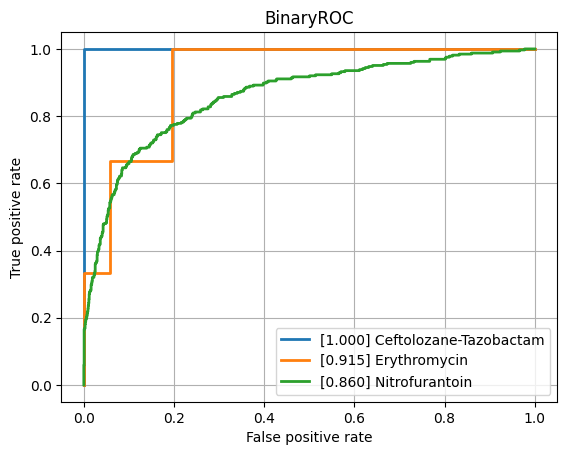 BinaryROC
True positive rate
1.0
0.8
0.6
0.4
0.2
0.0
[1.000] Ceftolozane-Tazobactam
[0.915] Erythromycin
[0.860] Nitrofurantoin
0.0 0.2 0.4 0.6 0.8 1.0
False positive rate